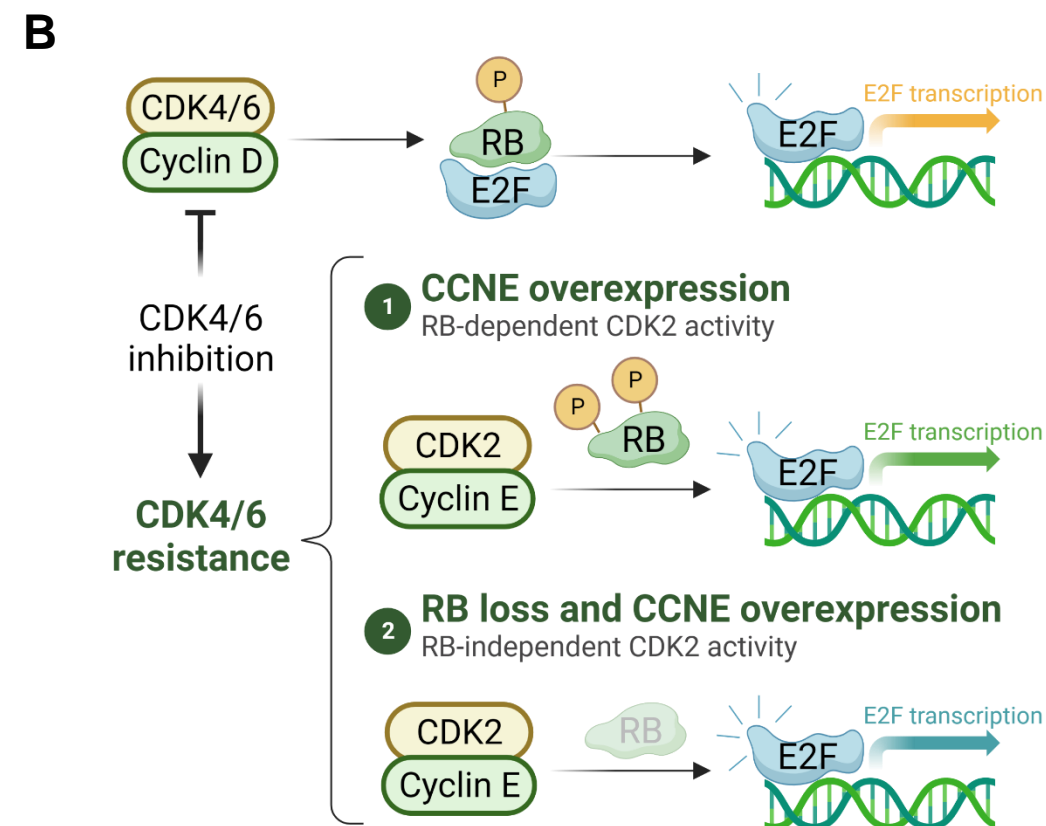 B
CDK4/6
Cyclin D
P
RB
E2F
E2F
E2F transcription
CDK4/6
inhibition
CDK4/6
resistance
1
CCNE overexpression
RB-dependent CDK2 activity
CDK2
Cyclin E
P
P
RB
E2F
E2F transcription
2
RB loss and CCNE overexpression
RB-independent CDK2 activity
CDK2
Cyclin E
RB
E2F
E2F transcription